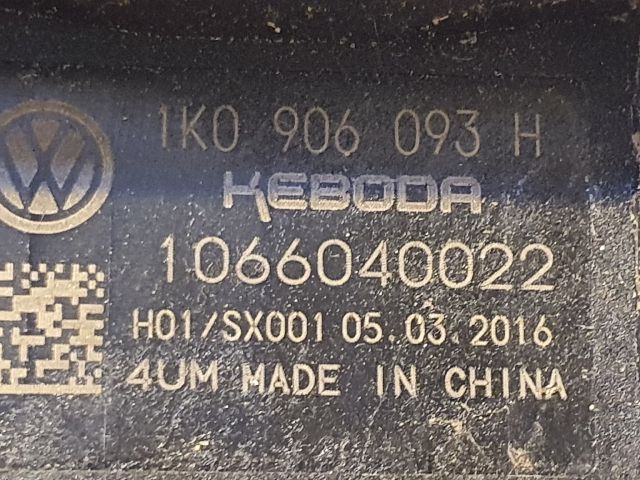 1K0 906 093 H
KEBODA
1066040022
H01/SX001 05.03.2016
4UM MADE IN CHINA